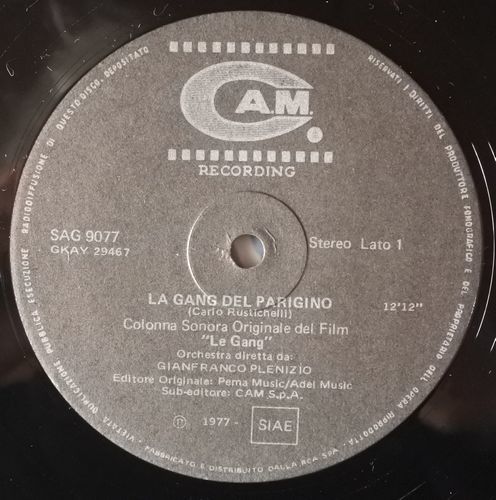 C.A.M.
RECORDING
SAG 9077
GKAY 29467
Stereo Lato 1
LA GANG DEL PARIGINO
(Carlo Rustichelli)
12'12"
Colonna Sonora Originale del Film
"Le Gang"
Orchestra diretta da:
GIANFRANCO PLENIZIO
Editore Originale: Pema Music/Adel Music
Sub-editore: CAM S.p.A.
Ⓟ 1977 - SIAE
RISERVATI I DIRITTI DEL PRODUTTORE FONOGRAFICO E DEL PROPRIETARIO DELL'OPERA RIPRODOTTA. - VIETATA DUPLICAZIONE PUBBLICA ESECUZIONE RADIODIFFUSIONE DI QUESTO DISCO. DEPOSITATO
FABBRICATO E DISTRIBUITO DALLA RCA SPA